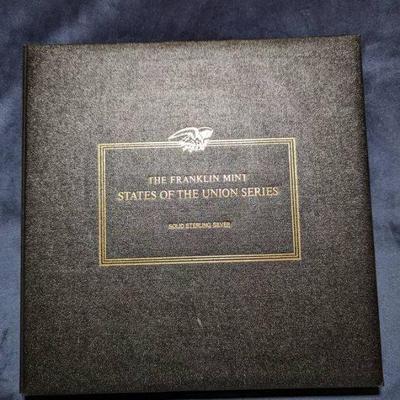 THE FRANKLIN MINT
STATES OF THE UNION SERIES
SOLID STERLING SILVER